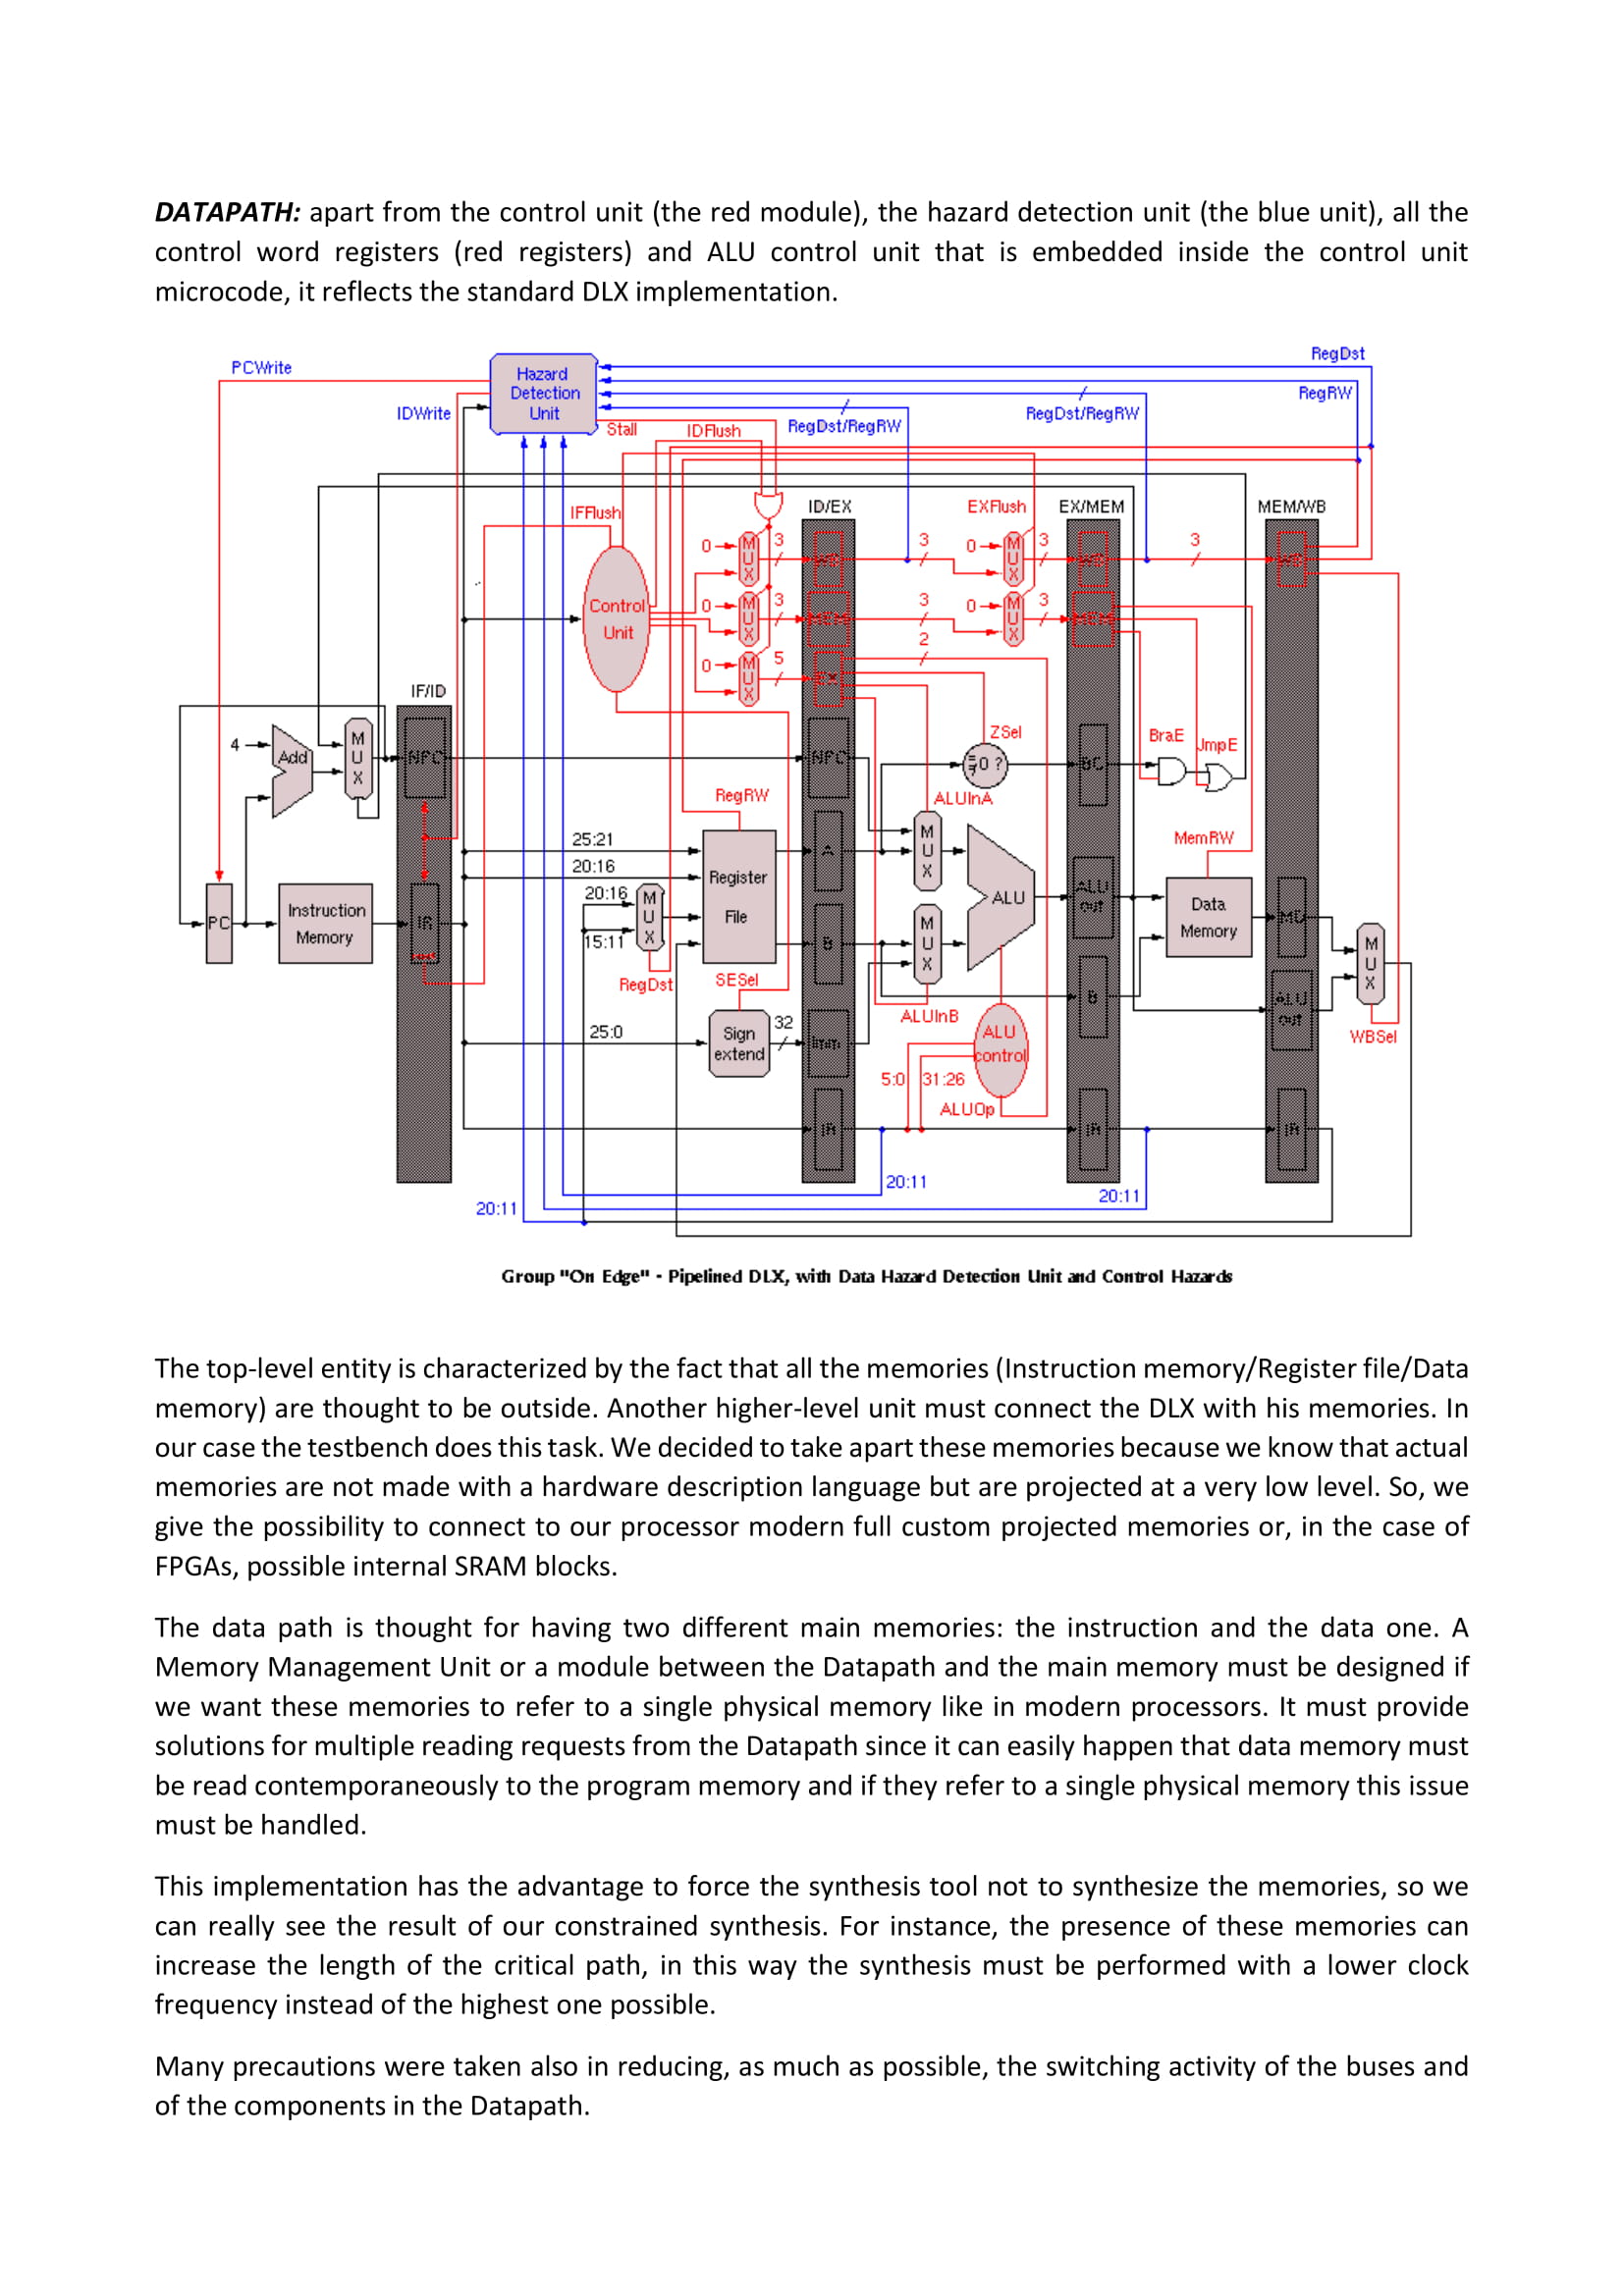 DATAPATH: apart from the control unit (the red module), the hazard detection unit (the blue unit), all the
control word registers (red registers) and ALU control unit that is embedded inside the control unit
microcode, it reflects the standard DLX implementation.
RegDst
PCWrite
Hazard
Detection
Unit
RegRW
IDWrite
RegDst/RegRW
RegDst/RegRW
Stall
IDFlush
IFFlush
ID/EX
EXFlush
EX/MEM
MEM/WB
0
MUX
3
WB
3
0
MUX
3
WB
3
WB
Control
Unit
0
MUX
3
MEM
3
0
MUX
3
MEM
2
0
MUX
5
EX
IF/ID
4
Add
MUX
NPC
NPC
ZSel
=0 ?
BC
BraE
JmpE
ALUInA
RegRW
MUX
MemRW
25:21
20:16
20:16
15:11
MUX
Register
File
A
B
PC
Instruction
Memory
IR
MUX
ALU
ALU
out
Data
Memory
MD
MUX
RegDst
SESel
ALUInB
B
ALU
out
WBSel
25:0
Sign
extend
32
Imm
ALU
control
5:0
31:26
ALUOp
IR
IR
IR
20:11
20:11
20:11
Group "On Edge" - Pipelined DLX, with Data Hazard Detection Unit and Control Hazards
The top-level entity is characterized by the fact that all the memories (Instruction memory/Register file/Data
memory) are thought to be outside. Another higher-level unit must connect the DLX with his memories. In
our case the testbench does this task. We decided to take apart these memories because we know that actual
memories are not made with a hardware description language but are projected at a very low level. So, we
give the possibility to connect to our processor modern full custom projected memories or, in the case of
FPGAs, possible internal SRAM blocks.
The data path is thought for having two different main memories: the instruction and the data one. A
Memory Management Unit or a module between the Datapath and the main memory must be designed if
we want these memories to refer to a single physical memory like in modern processors. It must provide
solutions for multiple reading requests from the Datapath since it can easily happen that data memory must
be read contemporaneously to the program memory and if they refer to a single physical memory this issue
must be handled.
This implementation has the advantage to force the synthesis tool not to synthesize the memories, so we
can really see the result of our constrained synthesis. For instance, the presence of these memories can
increase the length of the critical path, in this way the synthesis must be performed with a lower clock
frequency instead of the highest one possible.
Many precautions were taken also in reducing, as much as possible, the switching activity of the buses and
of the components in the Datapath.